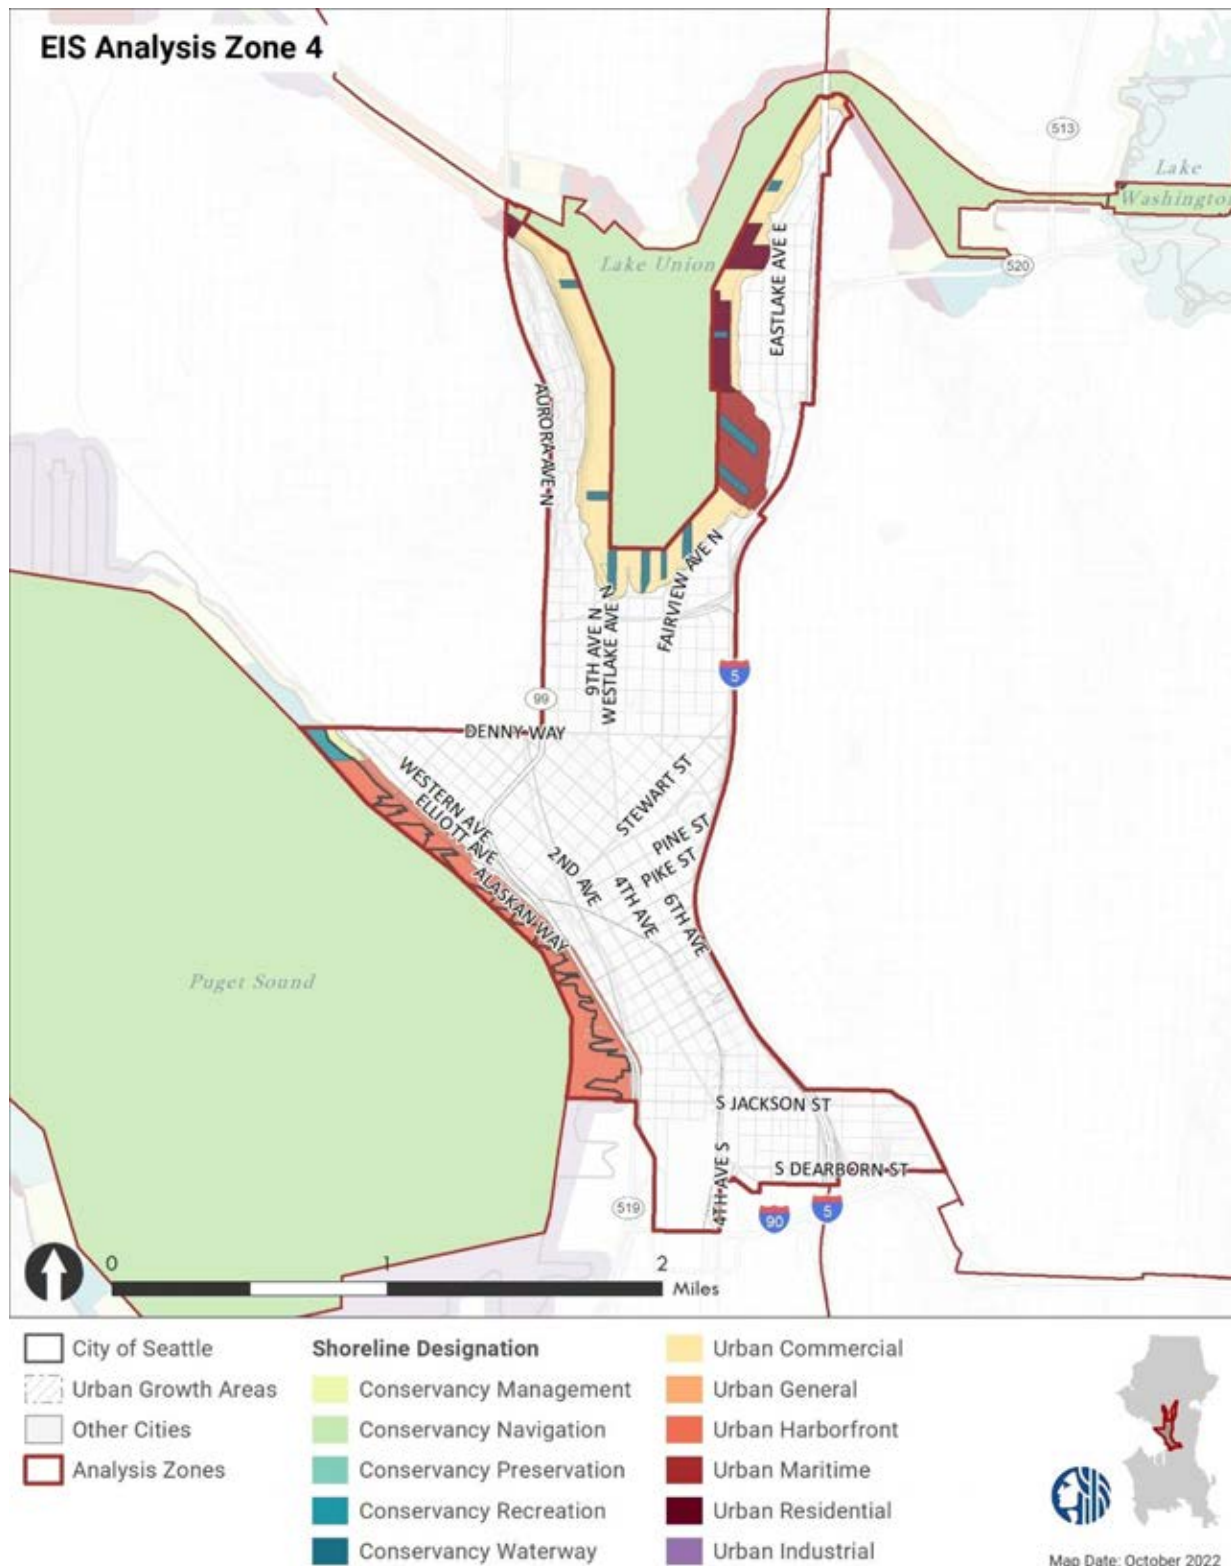 EIS Analysis Zone 4
513
Lake
Washington
Lake Union
520
EASTLAKE AVE E
AURORA AVE N
FAIRVIEW AVE N
9TH AVE N
WESTLAKE AVE N
5
99
DENNY WAY
WESTERN AVE
ELLIOTT AVE
STEWART ST
PINE ST
PIKE ST
2ND AVE
4TH AVE
6TH AVE
ALASKAN WAY
Puget Sound
S JACKSON ST
4TH AVE S
S DEARBORN ST
519
90
5
0 1 2
Miles
City of Seattle
Urban Growth Areas
Other Cities
Analysis Zones
Shoreline Designation
Conservancy Management
Conservancy Navigation
Conservancy Preservation
Conservancy Recreation
Conservancy Waterway
Urban Commercial
Urban General
Urban Harborfront
Urban Maritime
Urban Residential
Urban Industrial
Map Date: October 2022